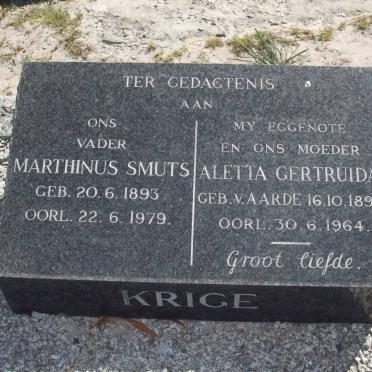 TER GEDAGTENIS
AAN
ONS
VADER
MARTHINUS SMUTS
GEB. 20.6.1893
OORL. 22.6.1979.
MY EGGENOTE
EN ONS MOEDER
ALETTA GERTRUIDA
GEB. V. AARDE 16.10.189
OORL. 30.6.1964.
Groot liefde.
KRIGE